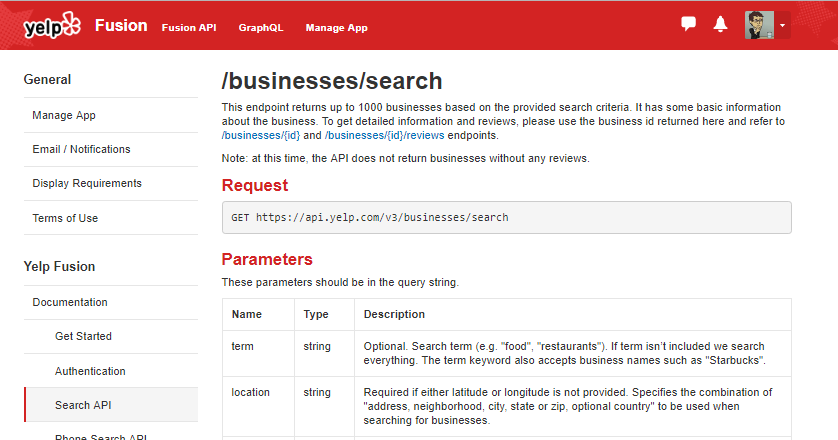 yelp Fusion Fusion API GraphQL Manage App
General
Manage App
Email / Notifications
Display Requirements
Terms of Use
Yelp Fusion
Documentation
Get Started
Authentication
Search API
Phone Search API
/businesses/search
This endpoint returns up to 1000 businesses based on the provided search criteria. It has some basic information
about the business. To get detailed information and reviews, please use the business id returned here and refer to
/businesses/{id} and /businesses/{id}/reviews endpoints.
Note: at this time, the API does not return businesses without any reviews.
Request
GET https://api.yelp.com/v3/businesses/search
Parameters
These parameters should be in the query string.
Name Type Description
term string Optional. Search term (e.g. "food", "restaurants"). If term isn't included we search
everything. The term keyword also accepts business names such as "Starbucks".
location string Required if either latitude or longitude is not provided. Specifies the combination of
"address, neighborhood, city, state or zip, optional country" to be used when
searching for businesses.